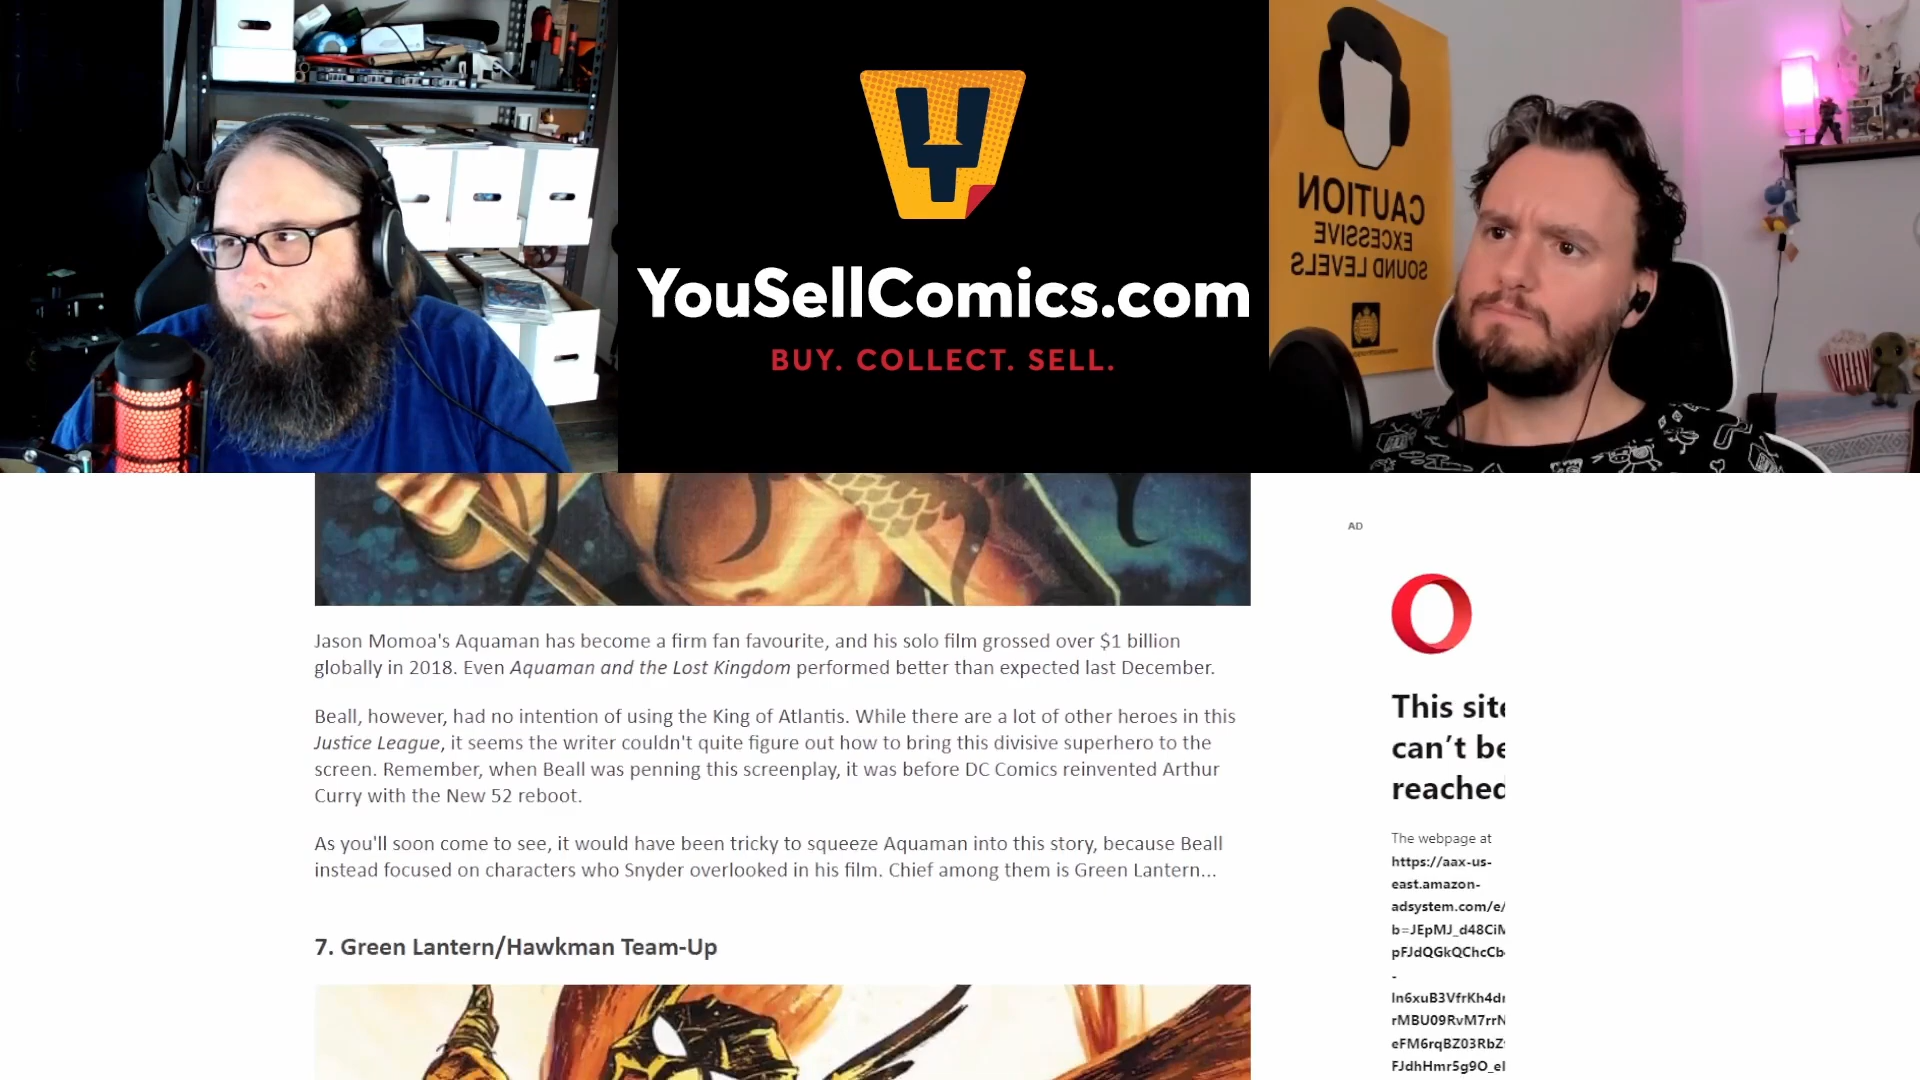 YouSellComics.com
BUY. COLLECT. SELL.
CAUTION
EXCESSIVE
SOUND LEVELS
AD
Jason Momoa's Aquaman has become a firm fan favourite, and his solo film grossed over $1 billion
globally in 2018. Even Aquaman and the Lost Kingdom performed better than expected last December.
Beall, however, had no intention of using the King of Atlantis. While there are a lot of other heroes in this
Justice League, it seems the writer couldn't quite figure out how to bring this divisive superhero to the
screen. Remember, when Beall was penning this screenplay, it was before DC Comics reinvented Arthur
Curry with the New 52 reboot.
As you'll soon come to see, it would have been tricky to squeeze Aquaman into this story, because Beall
instead focused on characters who Snyder overlooked in his film. Chief among them is Green Lantern...
7. Green Lantern/Hawkman Team-Up
This site
can't be
reached
The webpage at
https://aax-us-
east.amazon-
adsystem.com/e/
b=JEpMJ_d48CiM
pFJdQGkQChcCb
-